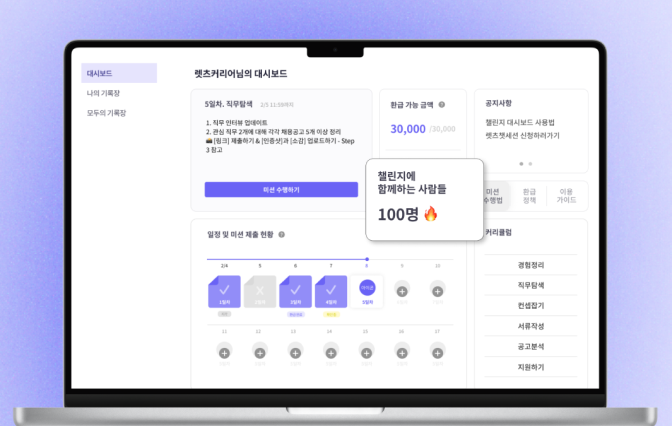 대시보드
나의 기록장
모두의 기록장
렛츠커리어님의 대시보드
5일차. 직무탐색 2/5 11:59까지
1. 직무 인터뷰 업데이트
2. 관심 직무 2개에 대해 각각 채용공고 5개 이상 정리
📾 [링크] 제출하기 & [인증샷]과 [소감] 업로드하기 - Step
3 참고
미션 수행하기
환급 가능 금액
30,000 /30,000
공지사항
챌린지 대시보드 사용법
렛츠챗세션 신청하러가기
챌린지에
함께하는 사람들
100명 🔥
미션 환급 이용
수행법 정책 가이드
일정 및 미션 제출 현황
2/4 5 6 7 8 9 10
1일차 3일차 4일차 5일차
11 12 13 14 15 16 17
커리큘럼
경험정리
직무탐색
컨셉잡기
서류작성
공고분석
지원하기